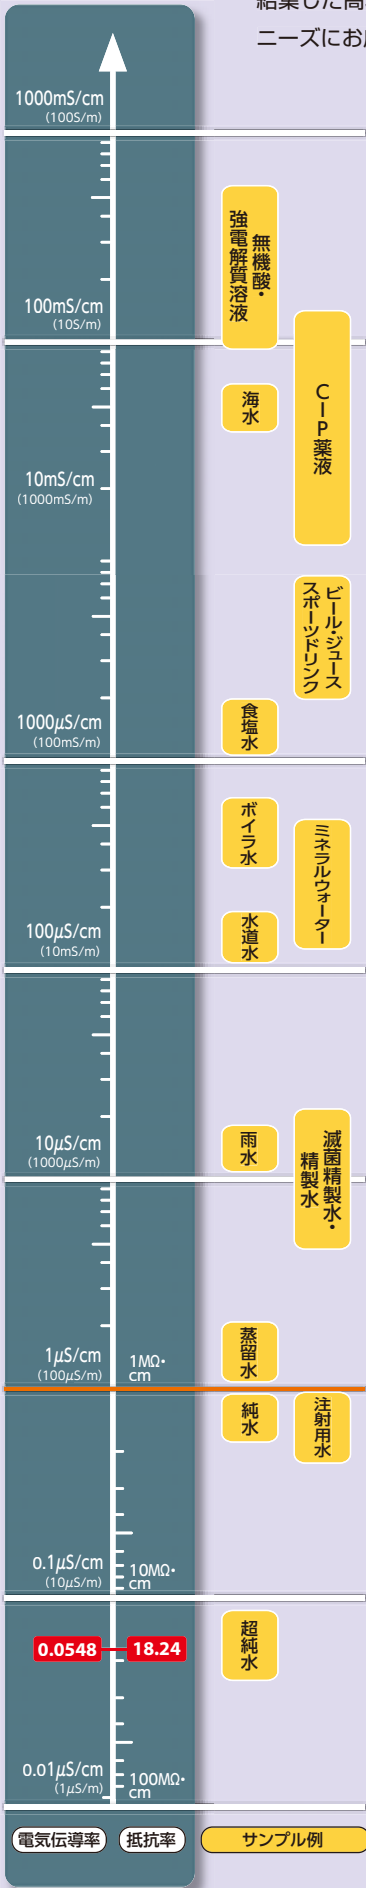 結集した高
ニーズにお
1000mS/cm
(100S/m)
無機酸・
強電解質溶液
100mS/cm
(10S/m)
CIP薬液
海水
10mS/cm
(1000mS/m)
ビール・ジュース
スポーツドリンク
食塩水
1000μS/cm
(100mS/m)
ボイラ水
ミネラルウォーター
水道水
100μS/cm
(10mS/m)
滅菌精製水・
精製水
雨水
10μS/cm
(1000μS/m)
蒸留水
1μS/cm
(100μS/m)
1MΩ・
cm
純水
注射用水
0.1μS/cm
(10μS/m)
10MΩ・
cm
超純水
0.0548
18.24
0.01μS/cm
(1μS/m)
100MΩ・
cm
電気伝導率
抵抗率
サンプル例